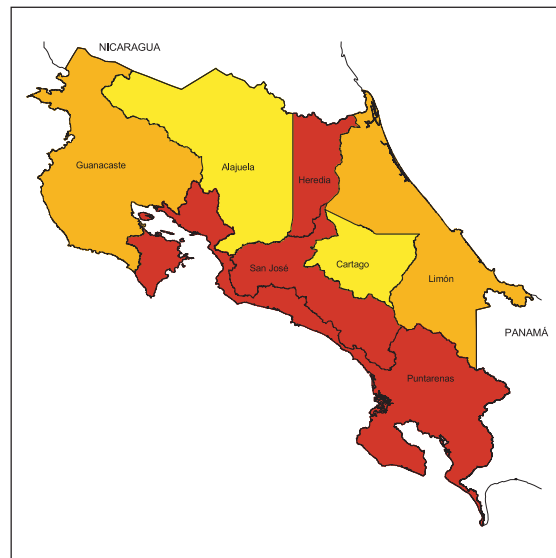 NICARAGUA
Guanacaste
Alajuela
Heredia
San José
Cartago
Limón
PANAMÁ
Puntarenas